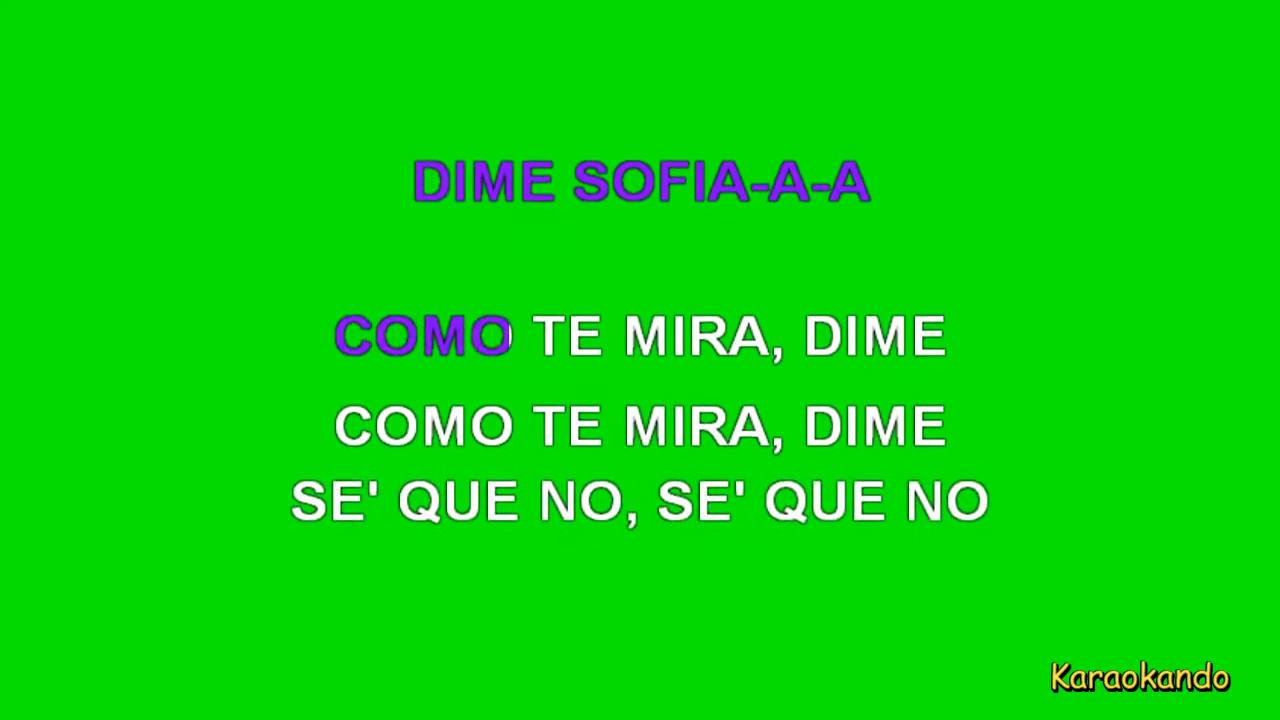 DIME SOFIA-A-A
COMO TE MIRA, DIME
COMO TE MIRA, DIME
SE' QUE NO, SE' QUE NO
Karaokando